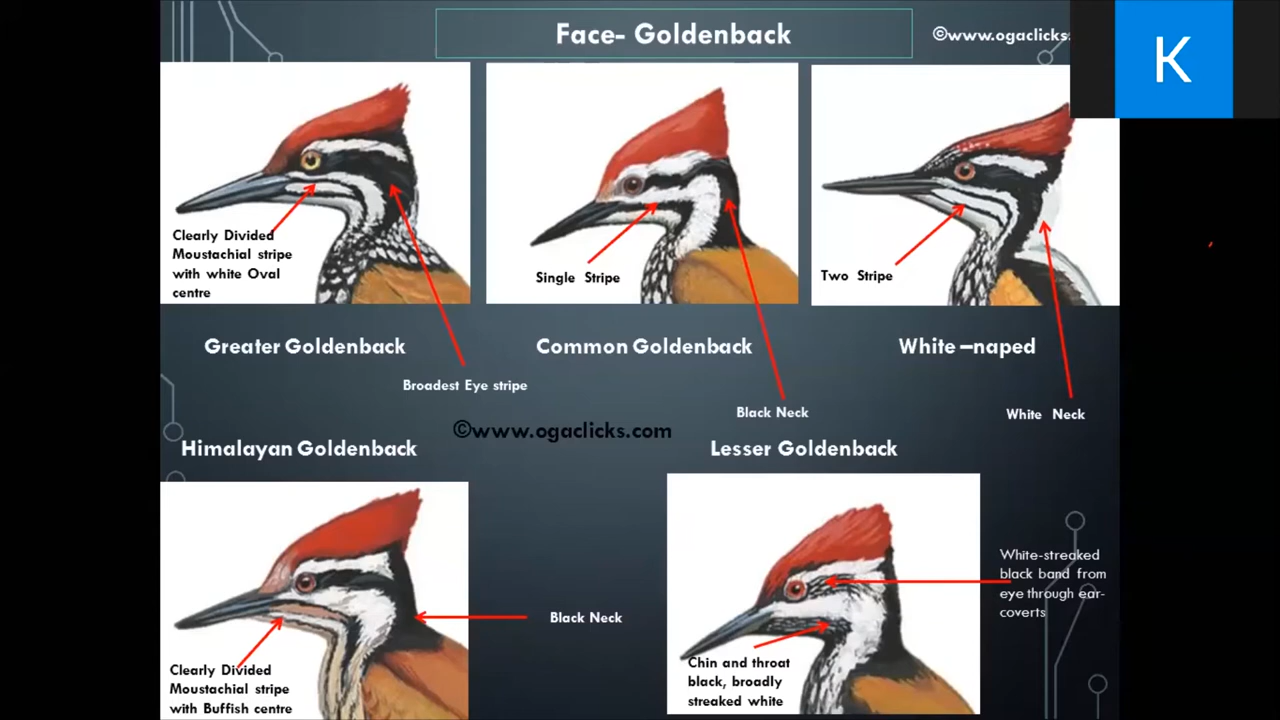 Face- Goldenback
©www.ogaclicks.
K
Clearly Divided
Moustachial stripe
with white Oval
centre
Single Stripe
Two Stripe
Greater Goldenback
Common Goldenback
White –naped
Broadest Eye stripe
Black Neck
White Neck
©www.ogaclicks.com
Himalayan Goldenback
Lesser Goldenback
Clearly Divided
Moustachial stripe
with Buffish centre
Black Neck
Chin and throat
black, broadly
streaked white
White-streaked
black band from
eye through ear-
coverts